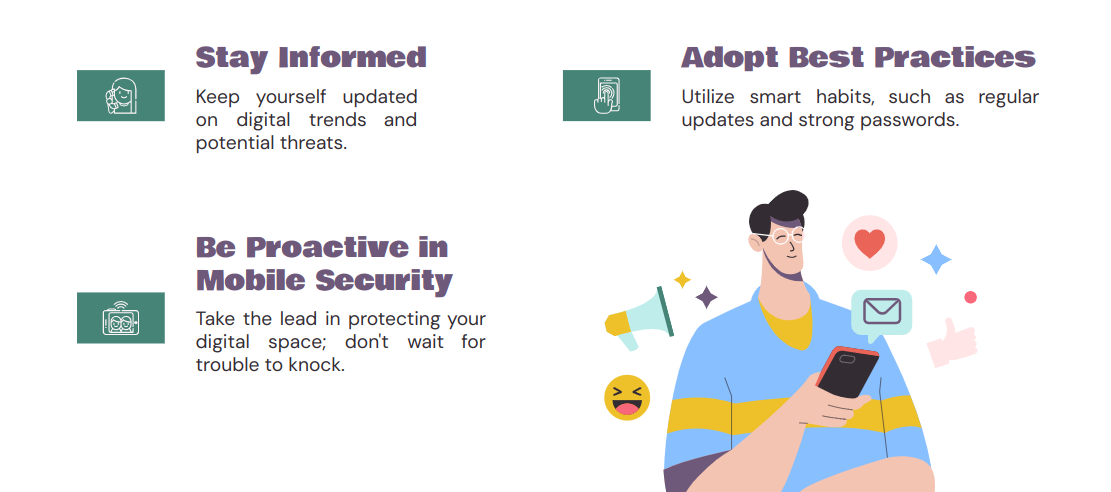 Stay Informed
Keep yourself updated
on digital trends and
potential threats.
Adopt Best Practices
Utilize smart habits, such as regular
updates and strong passwords.
Be Proactive in
Mobile Security
Take the lead in protecting your
digital space; don't wait for
trouble to knock.